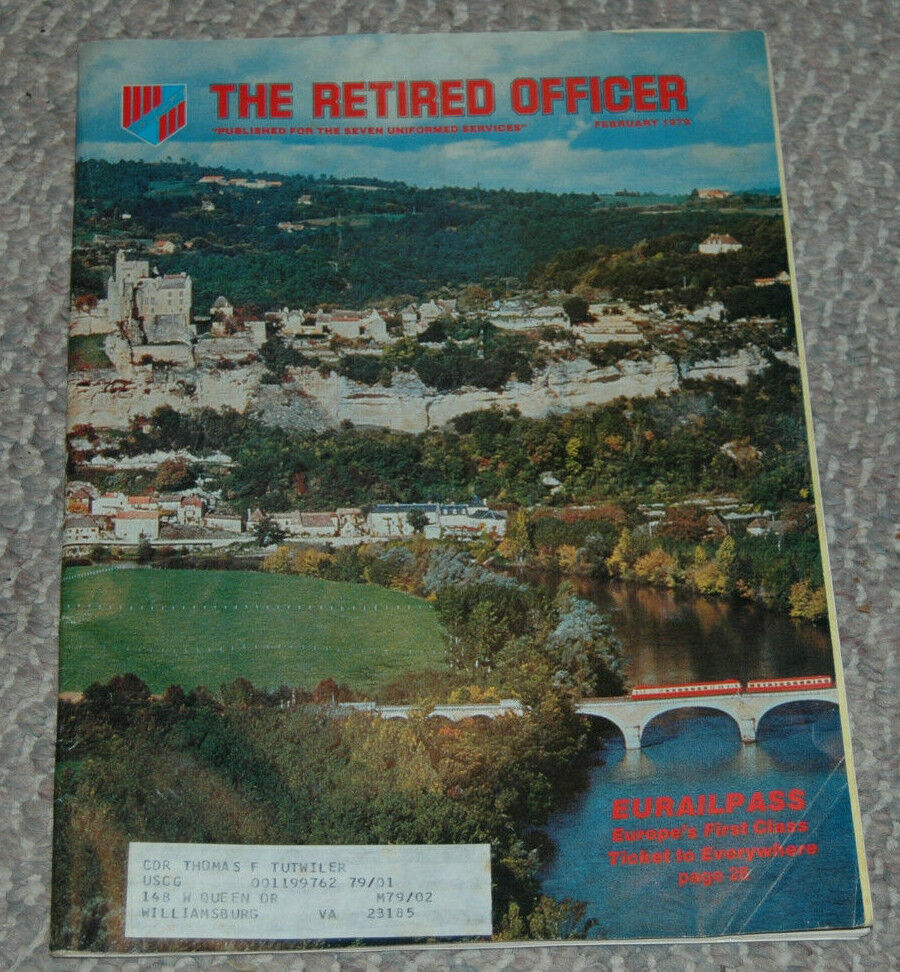 THE RETIRED OFFICER
"PUBLISHED FOR THE SEVEN UNIFORMED SERVICES"
FEBRUARY 1979
EURAILPASS
Europe's First Class
Ticket to Everywhere
page 28
CDR THOMAS F TUTWILER
USCG 001199762 79/01
148 W QUEEN DR M79/02
WILLIAMSBURG VA 23185